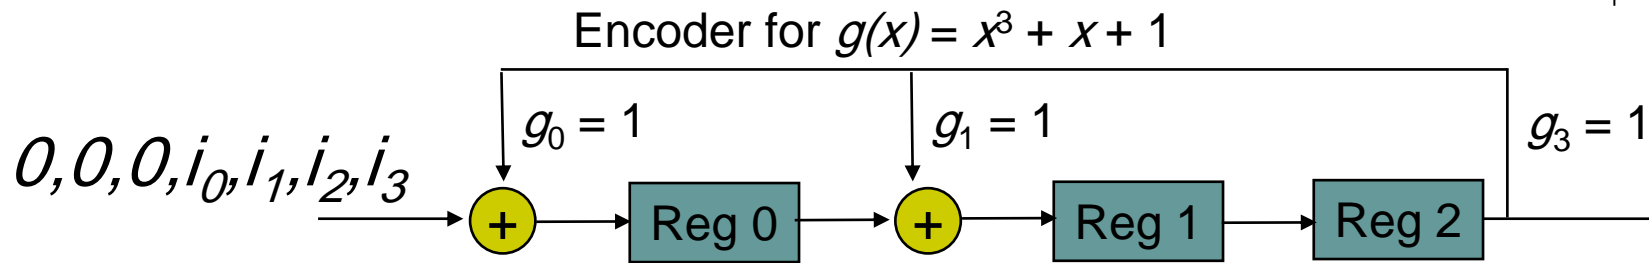 Encoder for g(x) = x³ + x + 1
g₀ = 1
g₁ = 1
g₃ = 1
0,0,0,i₀,i₁,i₂,i₃
+
Reg 0
+
Reg 1
Reg 2